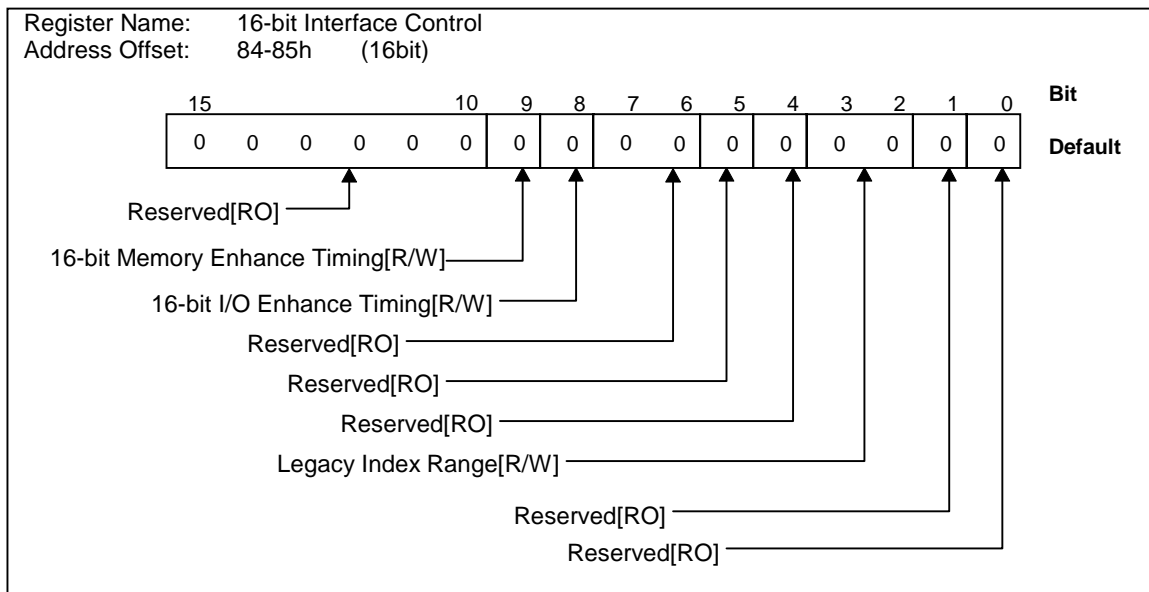 Register Name: 16-bit Interface Control
Address Offset: 84-85h (16bit)
15 10 9 8 7 6 5 4 3 2 1 0 Bit
0 0 0 0 0 0 0 0 0 0 0 0 0 0 0 0 Default
Reserved[RO]
16-bit Memory Enhance Timing[R/W]
16-bit I/O Enhance Timing[R/W]
Reserved[RO]
Reserved[RO]
Reserved[RO]
Legacy Index Range[R/W]
Reserved[RO]
Reserved[RO]